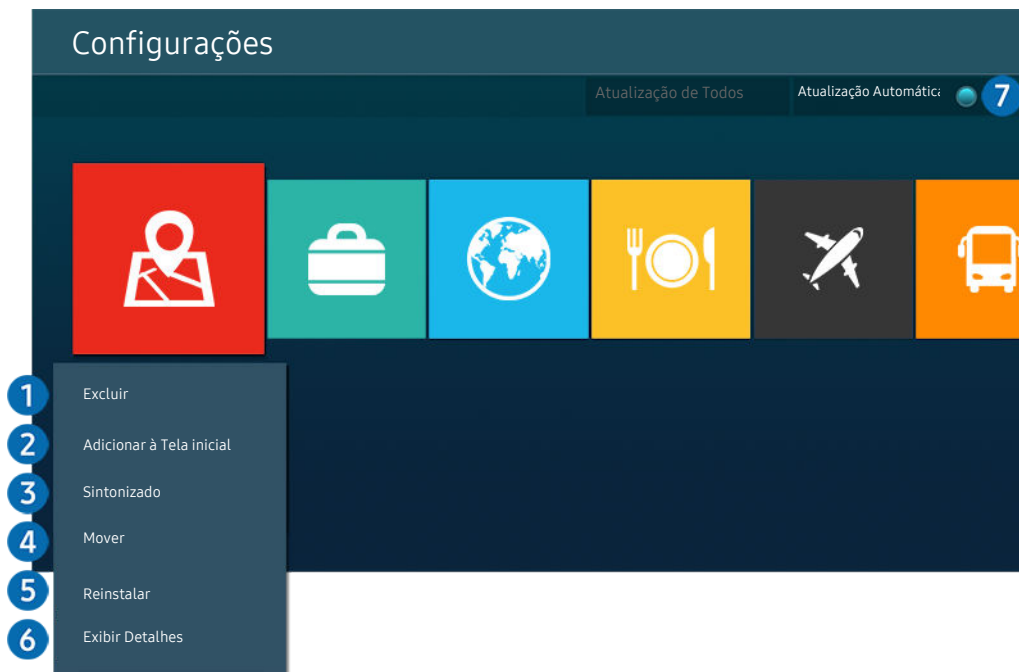 Configurações
Atualização de Todos
Atualização Automátic
7
1 Excluir
2 Adicionar à Tela inicial
3 Sintonizado
4 Mover
5 Reinstalar
6 Exibir Detalhes